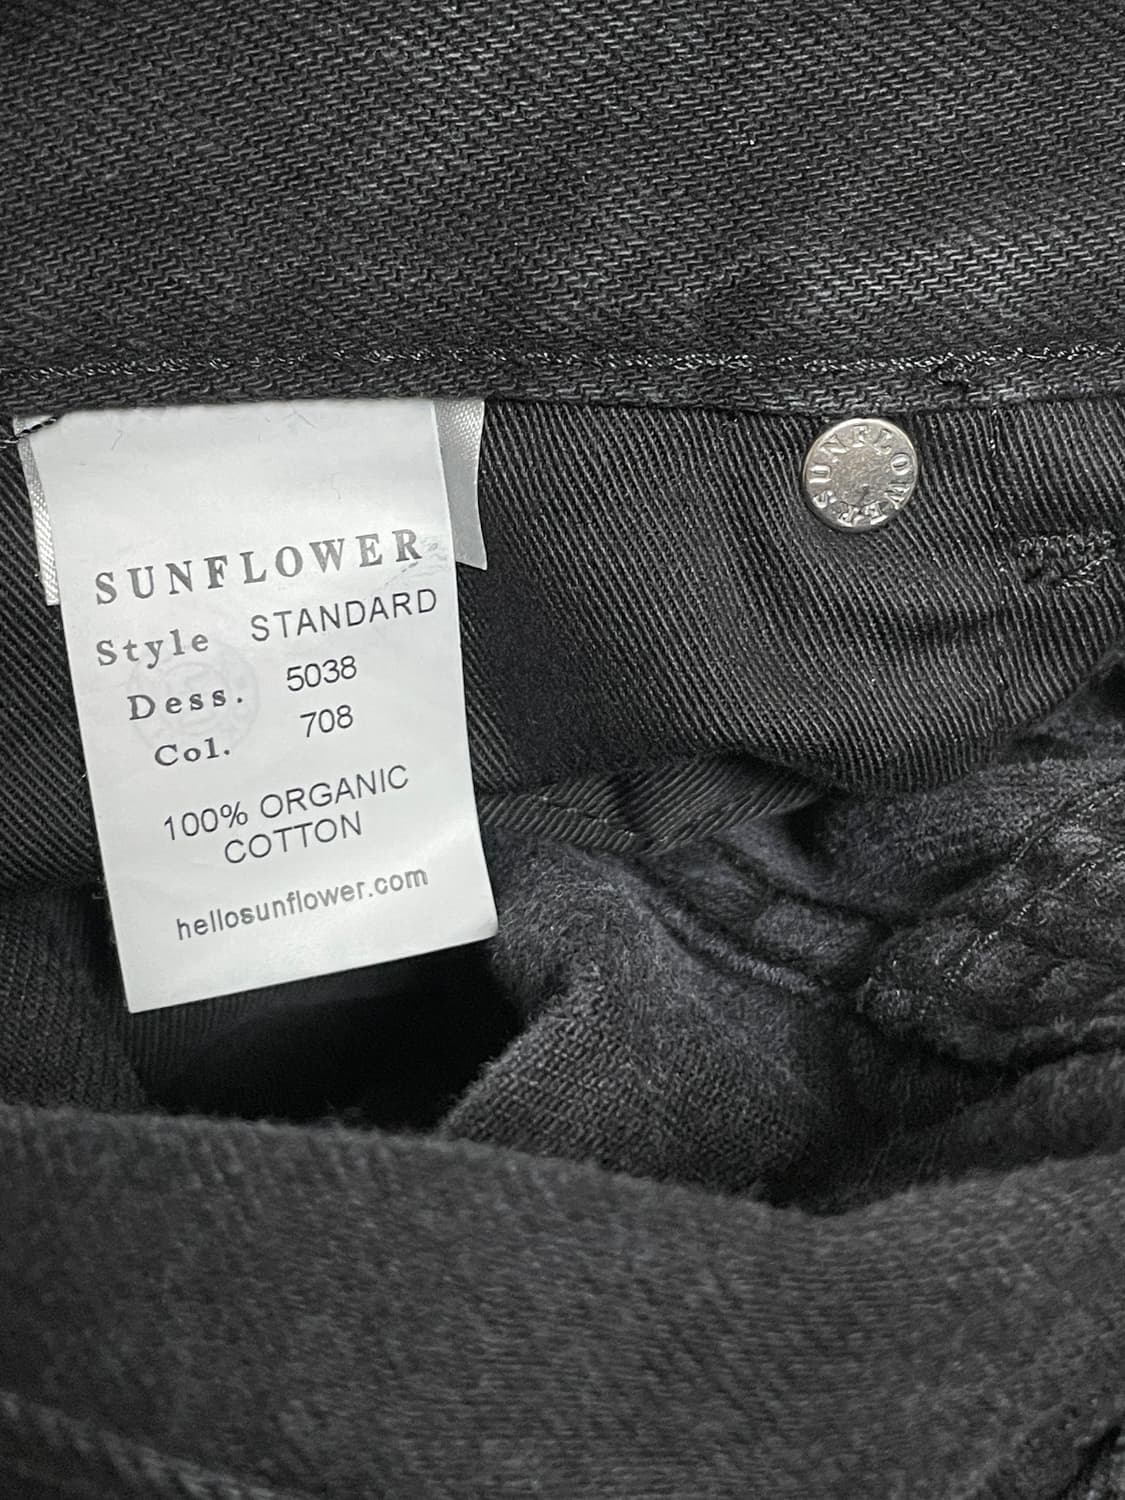 SUNFLOWER
Style STANDARD
Dess. 5038
Col. 708
100% ORGANIC
COTTON
hellosunflower.com
SUNFLOWER